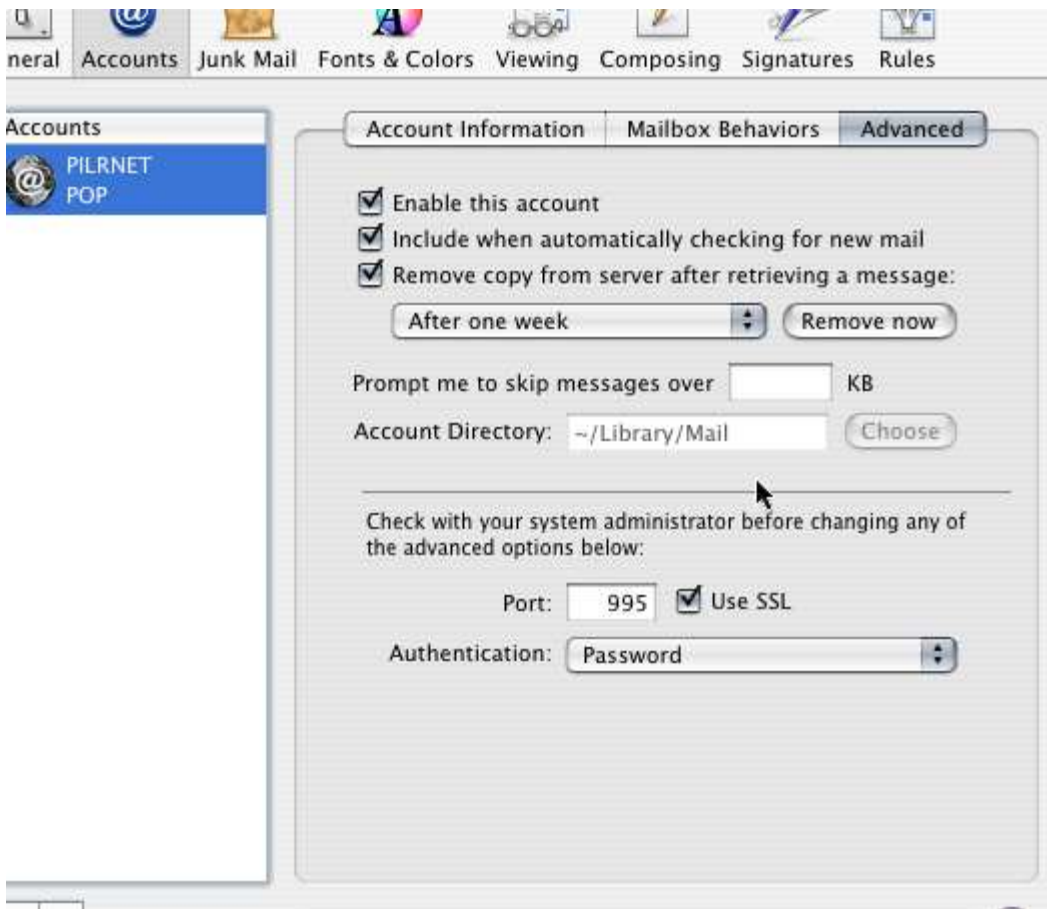 neral Accounts Junk Mail Fonts & Colors Viewing Composing Signatures Rules
Accounts
PILRNET
POP
Account Information Mailbox Behaviors Advanced
Enable this account
Include when automatically checking for new mail
Remove copy from server after retrieving a message:
After one week Remove now
Prompt me to skip messages over KB
Account Directory: ~/Library/Mail Choose
Check with your system administrator before changing any of
the advanced options below:
Port: 995 Use SSL
Authentication: Password